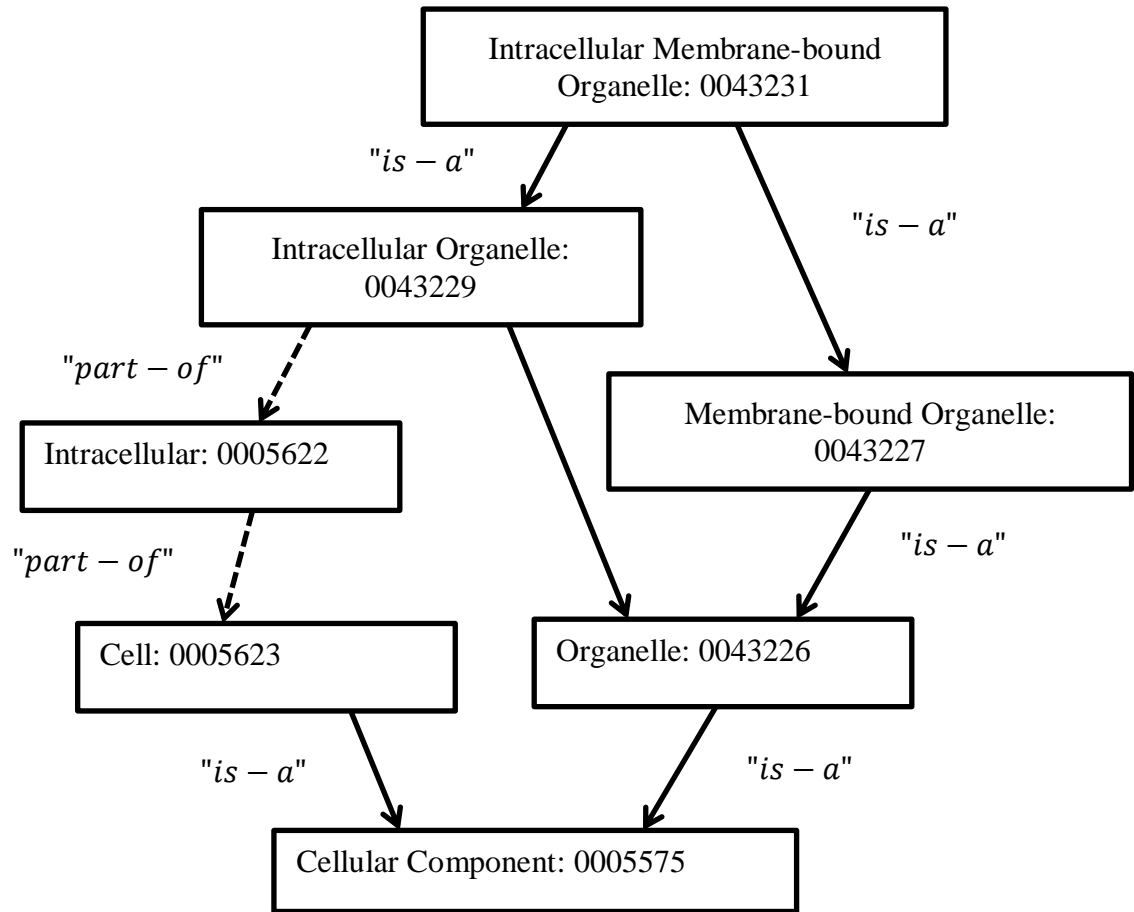 Intracellular Membrane-bound
Organelle: 0043231
"is − a"
"is − a"
Intracellular Organelle:
0043229
"part − of"
Membrane-bound Organelle:
0043227
Intracellular: 0005622
"part − of"
"is − a"
Cell: 0005623
Organelle: 0043226
"is − a"
"is − a"
Cellular Component: 0005575